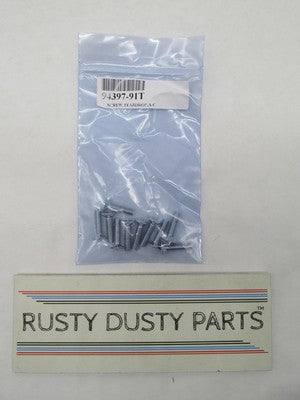 94397-91T
SCREW, TEARDROP, A/C
RUSTY DUSTY PARTS™